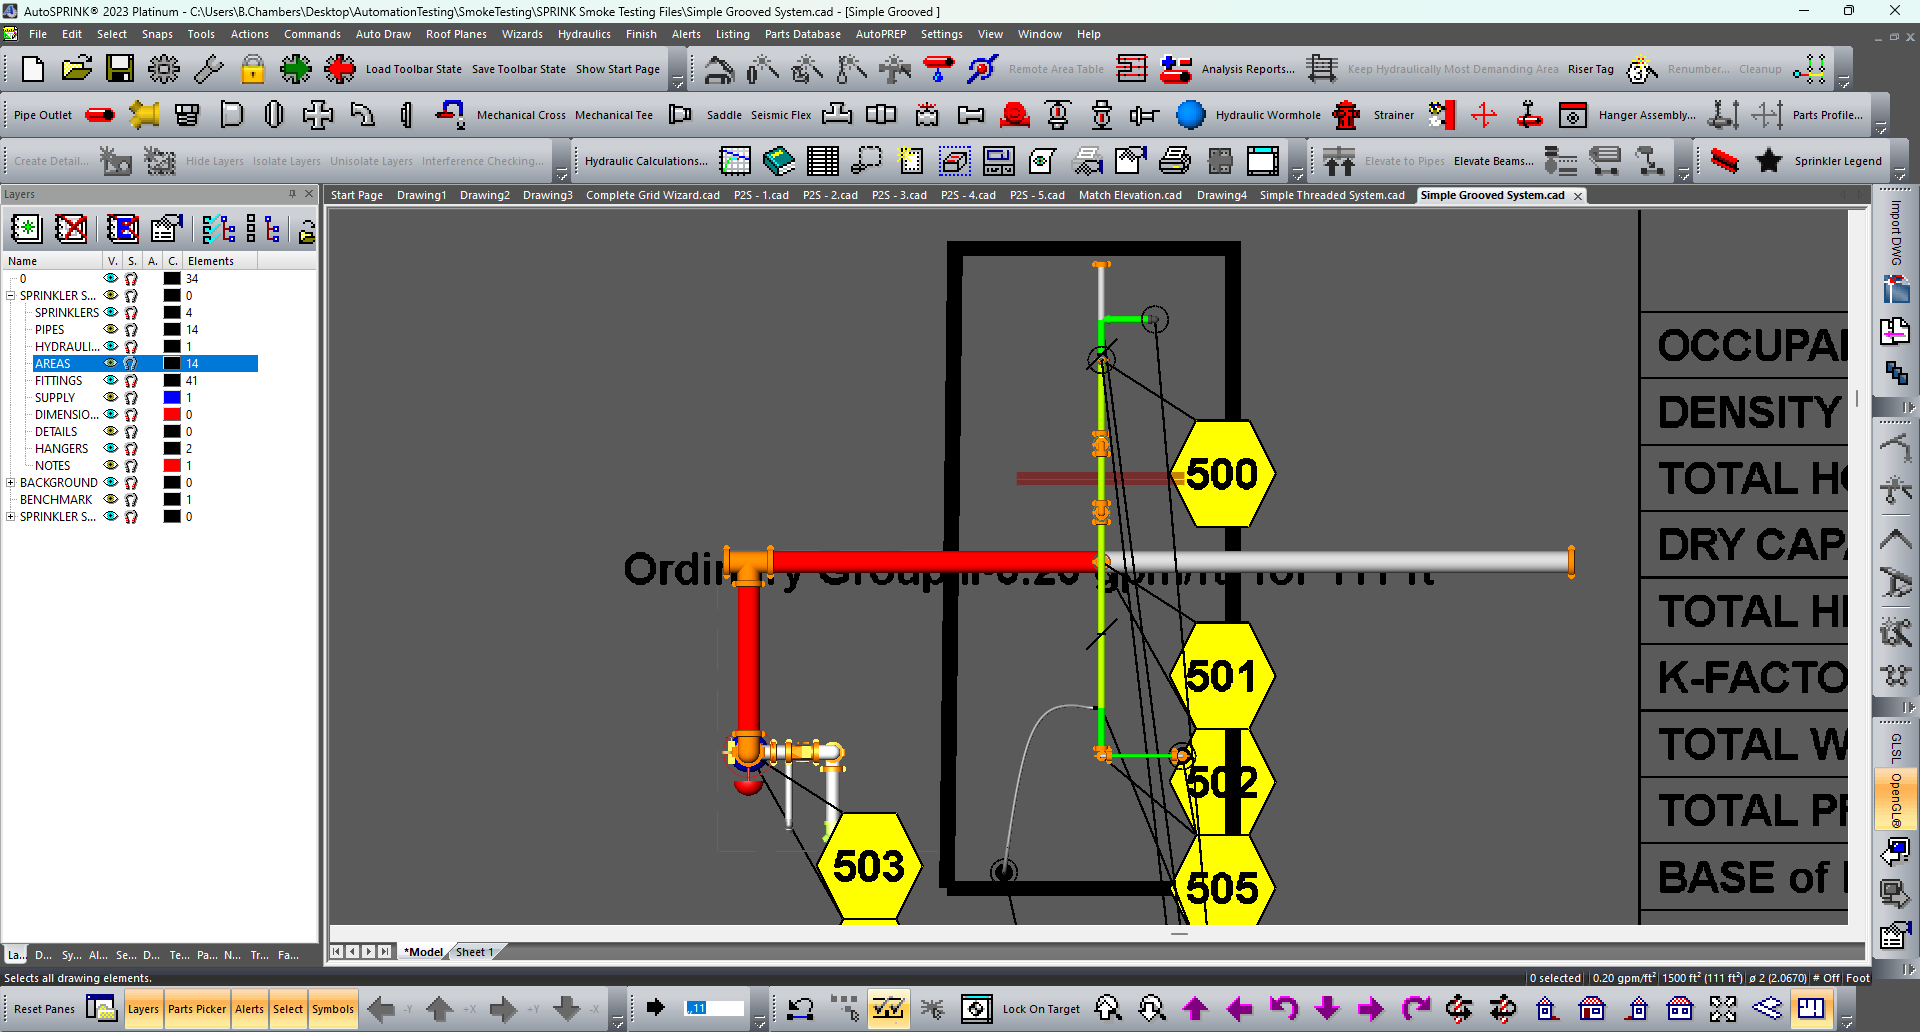 AutoSPRINK® 2023 Platinum - C:\Users\B.Chambers\Desktop\AutomationTesting\SmokeTesting\SPRINK Smoke Testing Files\Simple Grooved System.cad - [Simple Grooved ]
File Edit Select Snaps Tools Actions Commands Auto Draw Roof Planes Wizards Hydraulics Finish Alerts Listing Parts Database AutoPREP Settings View Window Help
Load Toolbar State Save Toolbar State Show Start Page Remote Area Table Analysis Reports... Keep Hydraulically Most Demanding Area Riser Tag Renumber... Cleanup
Pipe Outlet Mechanical Cross Mechanical Tee Saddle Seismic Flex Hydraulic Wormhole Strainer Hanger Assembly... Parts Profile...
Create Detail... Hide Layers Isolate Layers Unisolate Layers Interference Checking... Hydraulic Calculations... Elevate to Pipes Elevate Beams... Sprinkler Legend
Layers
Start Page Drawing1 Drawing2 Drawing3 Complete Grid Wizard.cad P2S - 1.cad P2S - 2.cad P2S - 3.cad P2S - 4.cad P2S - 5.cad Match Elevation.cad Drawing4 Simple Threaded System.cad Simple Grooved System.cad
Name V. S. A. C. Elements
0 34
SPRINKLER S... 0
SPRINKLERS 4
PIPES 14
HYDRAULI... 1
AREAS 14
FITTINGS 41
SUPPLY 1
DIMENSIO... 0
DETAILS 0
HANGERS 2
NOTES 1
BACKGROUND 0
BENCHMARK 1
SPRINKLER S... 0
500
501
502
503
505
OCCUPA
DENSITY
TOTAL H
DRY CAP
TOTAL H
K-FACTO
TOTAL W
TOTAL P
BASE of
Import DWG
GLSL
OpenGL®
La... D... Sy... Al... Se... D... Te... Pa... N... Tr... Fa...
*Model Sheet 1
Selects all drawing elements.
0 selected 0.20 gpm/ft² 1500 ft² (111 ft²) ø 2 (2.0670) # Off Foot
Reset Panes Layers Parts Picker Alerts Select Symbols -Y +X +Y -X ,,11 Lock On Target